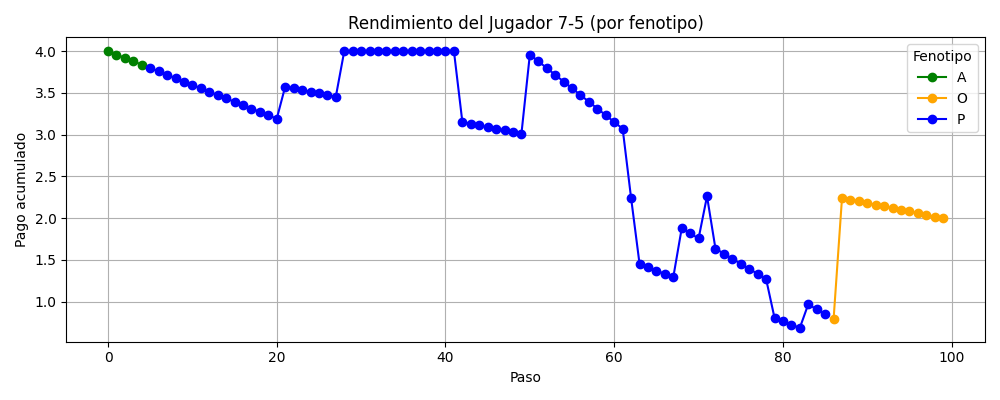 Rendimiento del Jugador 7-5 (por fenotipo)
Pago acumulado
4.0
3.5
3.0
2.5
2.0
1.5
1.0
Fenotipo
A
O
P
0
20
40
60
80
100
Paso